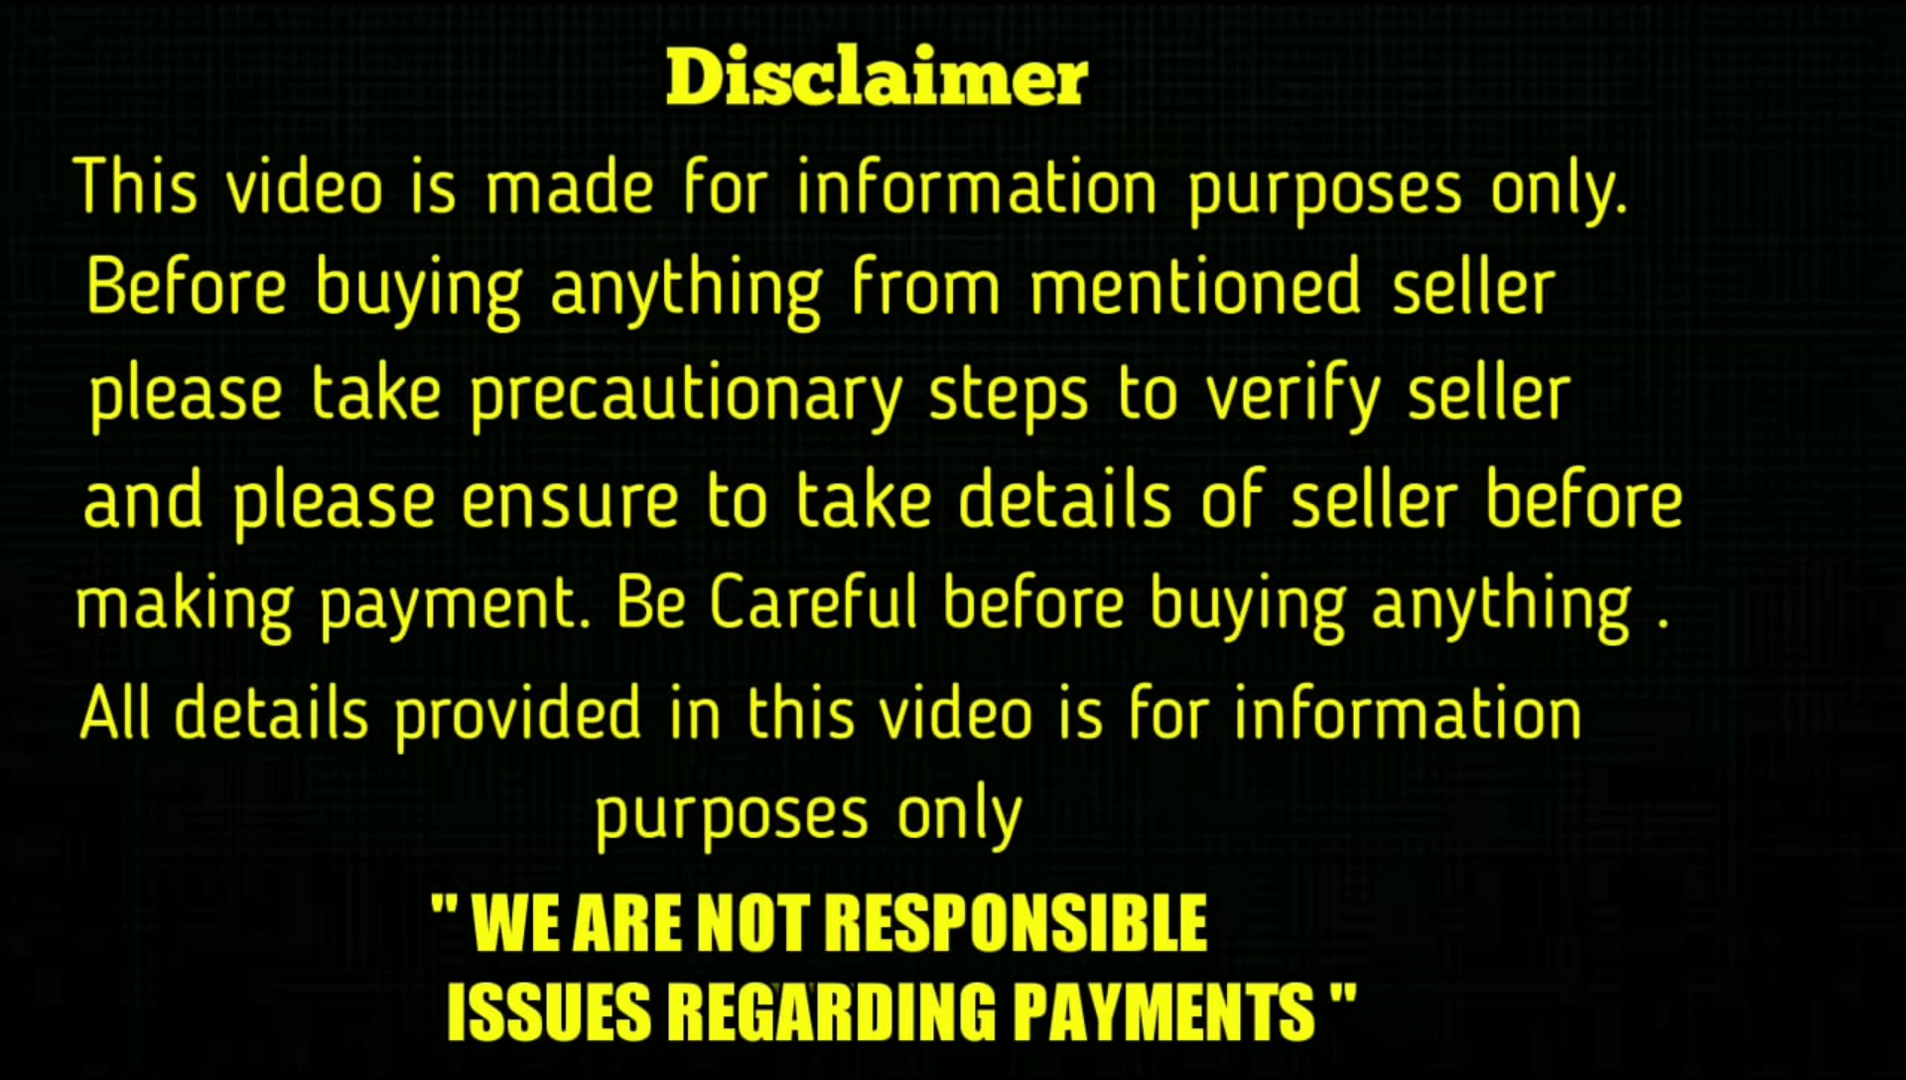 Disclaimer
This video is made for information purposes only.
Before buying anything from mentioned seller
please take precautionary steps to verify seller
and please ensure to take details of seller before
making payment. Be Careful before buying anything .
All details provided in this video is for information
purposes only
" WE ARE NOT RESPONSIBLE
ISSUES REGARDING PAYMENTS "